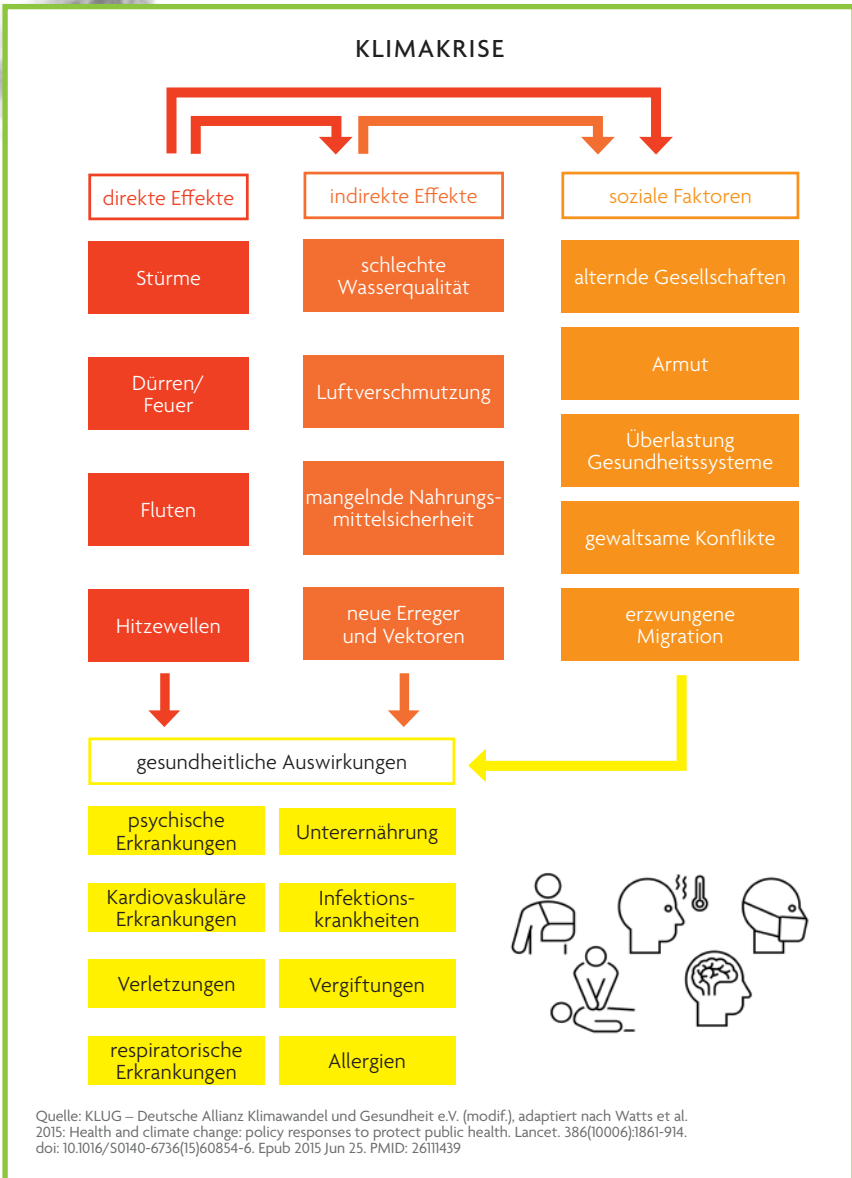 KLIMAKRISE
direkte Effekte
indirekte Effekte
soziale Faktoren
Stürme
Dürren/
Feuer
Fluten
Hitzewellen
schlechte
Wasserqualität
Luftverschmutzung
mangelnde Nahrungs-
mittelsicherheit
neue Erreger
und Vektoren
alternde Gesellschaften
Armut
Überlastung
Gesundheitssysteme
gewaltsame Konflikte
erzwungene
Migration
gesundheitliche Auswirkungen
psychische
Erkrankungen
Unterernährung
Kardiovaskuläre
Erkrankungen
Infektions-
krankheiten
Verletzungen
Vergiftungen
respiratorische
Erkrankungen
Allergien
Quelle: KLUG – Deutsche Allianz Klimawandel und Gesundheit e.V. (modif.), adaptiert nach Watts et al.
2015: Health and climate change: policy responses to protect public health. Lancet. 386(10006):1861-914.
doi: 10.1016/S0140-6736(15)60854-6. Epub 2015 Jun 25. PMID: 26111439